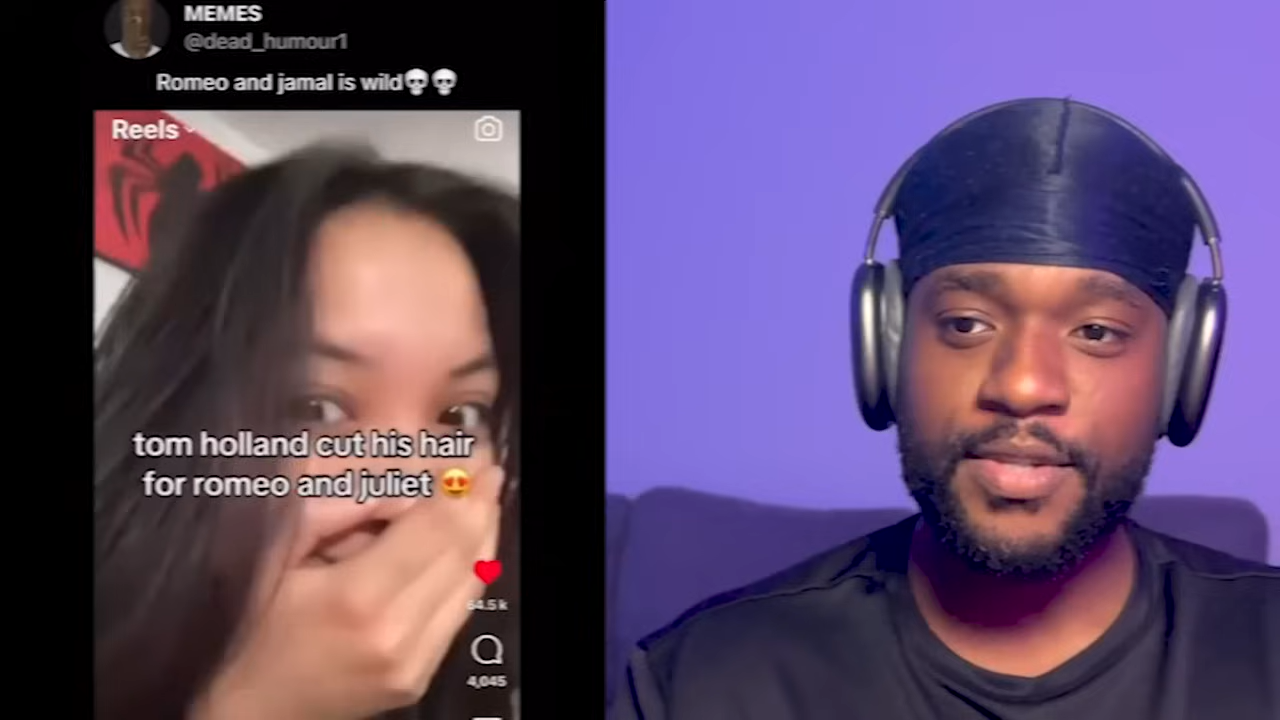 MEMES
@dead_humour1
Romeo and jamal is wild💀💀
Reels
tom holland cut his hair
for romeo and juliet 😍
64.5k
4,045